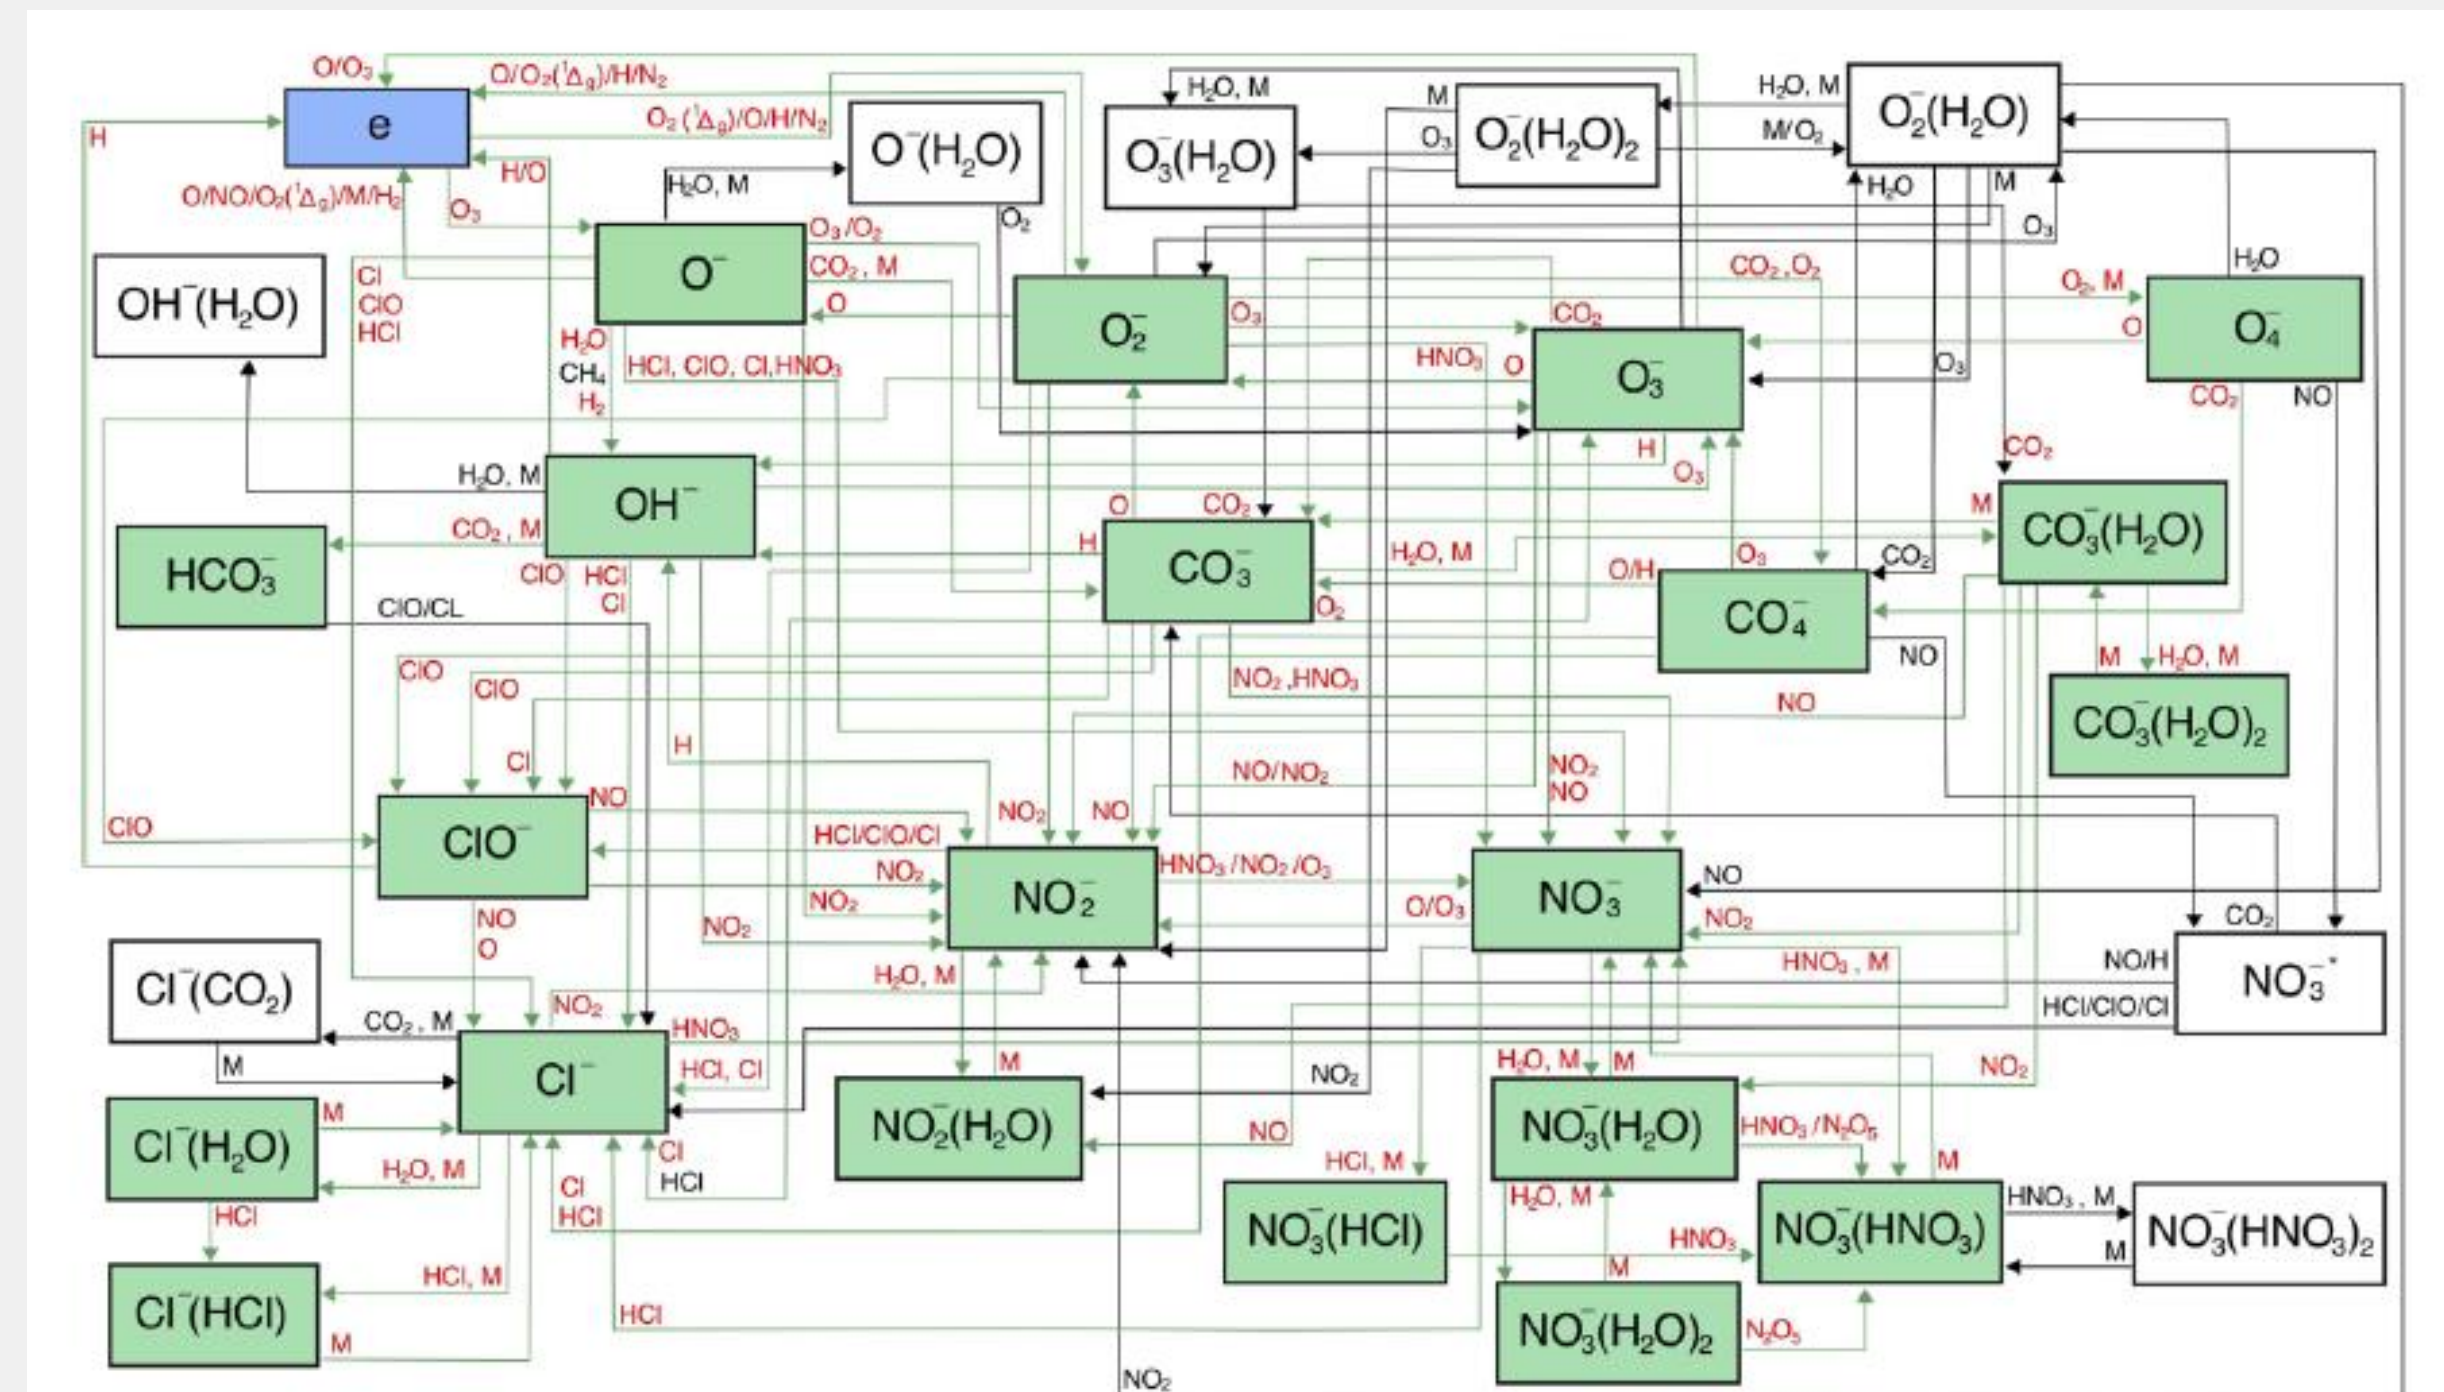 O/O₃
O/O₂(¹Δg)/H/N₂
H₂O, M
M
H₂O, M
O₂⁻(H₂O)
e
O₂(¹Δg)/O/H/N₂
O⁻(H₂O)
O₃⁻(H₂O)
O₃
O₂⁻(H₂O)₂
M/O₂
H
H/O
H₂O, M
H₂O
M
O/NO/O₂(¹Δg)/M/H₂
O₃
O₂
O₃
O⁻
O₃/O₂
CO₂, M
O
CO₂,O₂
H₂O
O₂, M
OH⁻(H₂O)
Cl
ClO
HCl
O₂⁻
O₃
CO₂
O
O₄⁻
H₂O
CH₄
H₂
HCl, ClO, Cl,HNO₃
HNO₃
O
O₃⁻
O₃
CO₂
NO
H
O₃
CO₂
H₂O, M
OH⁻
O
CO₂
M
CO₃⁻(H₂O)
CO₂, M
H
CO₃⁻
H₂O, M
O₃
CO₂
HCO₃⁻
ClO
HCl
Cl
O/H
O₂
CO₄⁻
ClO/CL
NO
M
H₂O, M
ClO
ClO
NO₂,HNO₃
NO
CO₃⁻(H₂O)₂
Cl
H
NO/NO₂
NO₂
NO
NO
NO₂
NO
ClO
ClO⁻
HCl/ClO/Cl
NO₂
NO₂
NO₂
NO₂⁻
HNO₃/NO₂/O₃
O/O₃
NO₃⁻
NO
NO₂
CO₂
NO
O
Cl⁻(CO₂)
H₂O, M
HNO₃, M
NO/H
NO₃⁻*
HCl/ClO/Cl
CO₂, M
NO₂
HNO₃
M
Cl⁻
HCl, Cl
M
NO₂
H₂O, M
M
NO₂
M
Cl⁻(H₂O)
NO₂⁻(H₂O)
NO
NO₃⁻(H₂O)
HNO₃/N₂O₅
H₂O, M
Cl
HCl
HCl, M
M
HCl
Cl
HCl
H₂O, M
HNO₃, M
NO₃⁻(HCl)
HNO₃
NO₃⁻(HNO₃)
M
NO₃⁻(HNO₃)₂
HCl, M
M
Cl⁻(HCl)
HCl
NO₃⁻(H₂O)₂
N₂O₅
M
NO₂